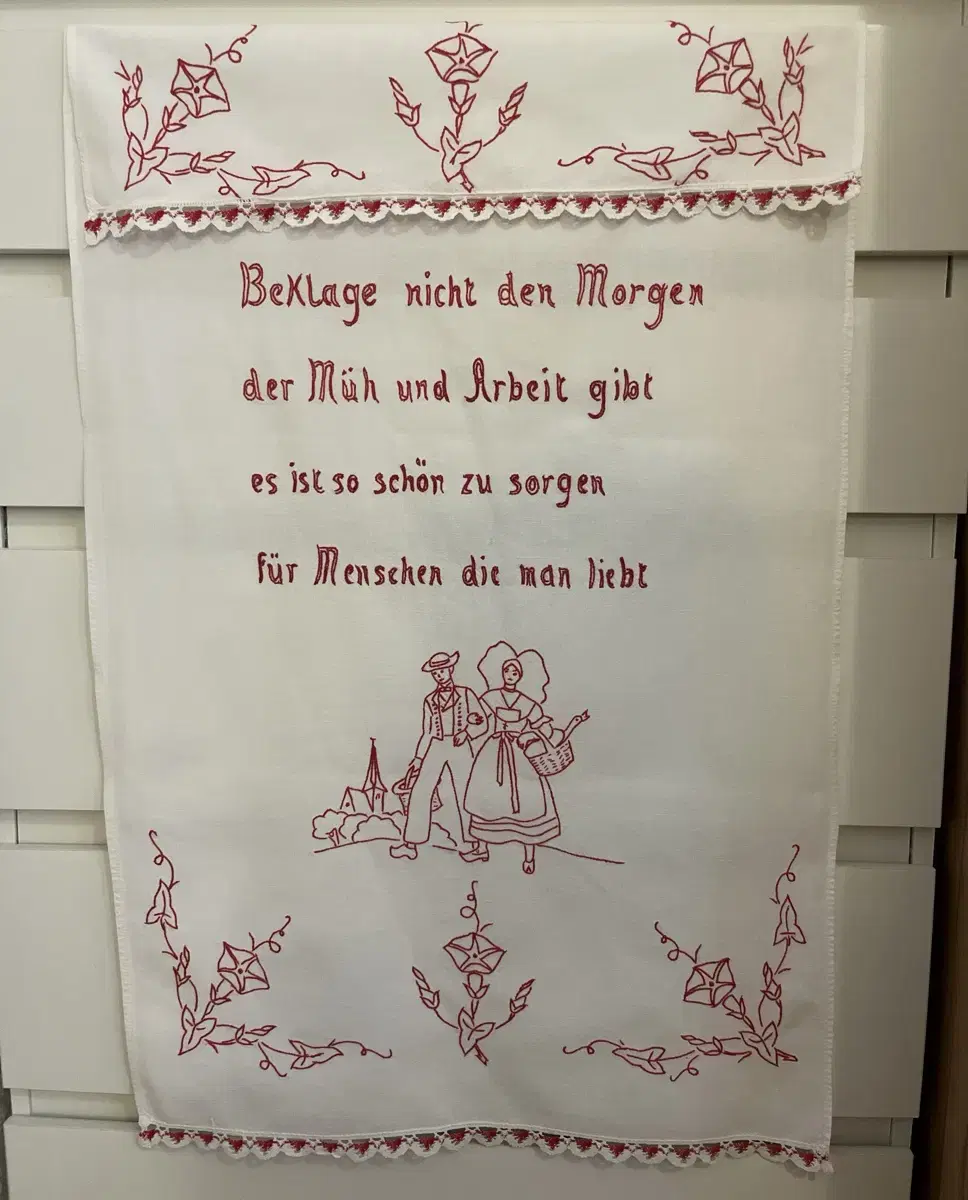 Beklage nicht den Morgen
der Müh und Arbeit gibt
es ist so schön zu sorgen
für Menschen die man liebt